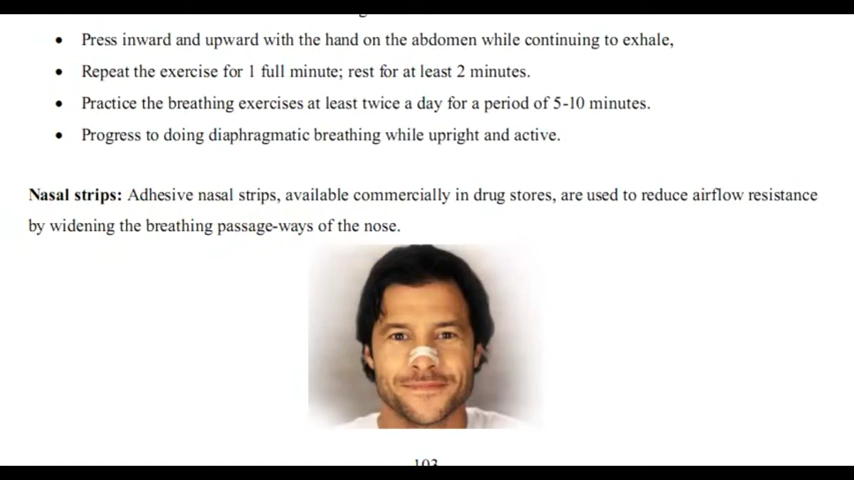 Press inward and upward with the hand on the abdomen while continuing to exhale,
Repeat the exercise for 1 full minute; rest for at least 2 minutes.
Practice the breathing exercises at least twice a day for a period of 5-10 minutes.
Progress to doing diaphragmatic breathing while upright and active.
Nasal strips: Adhesive nasal strips, available commercially in drug stores, are used to reduce airflow resistance
by widening the breathing passage-ways of the nose.
103